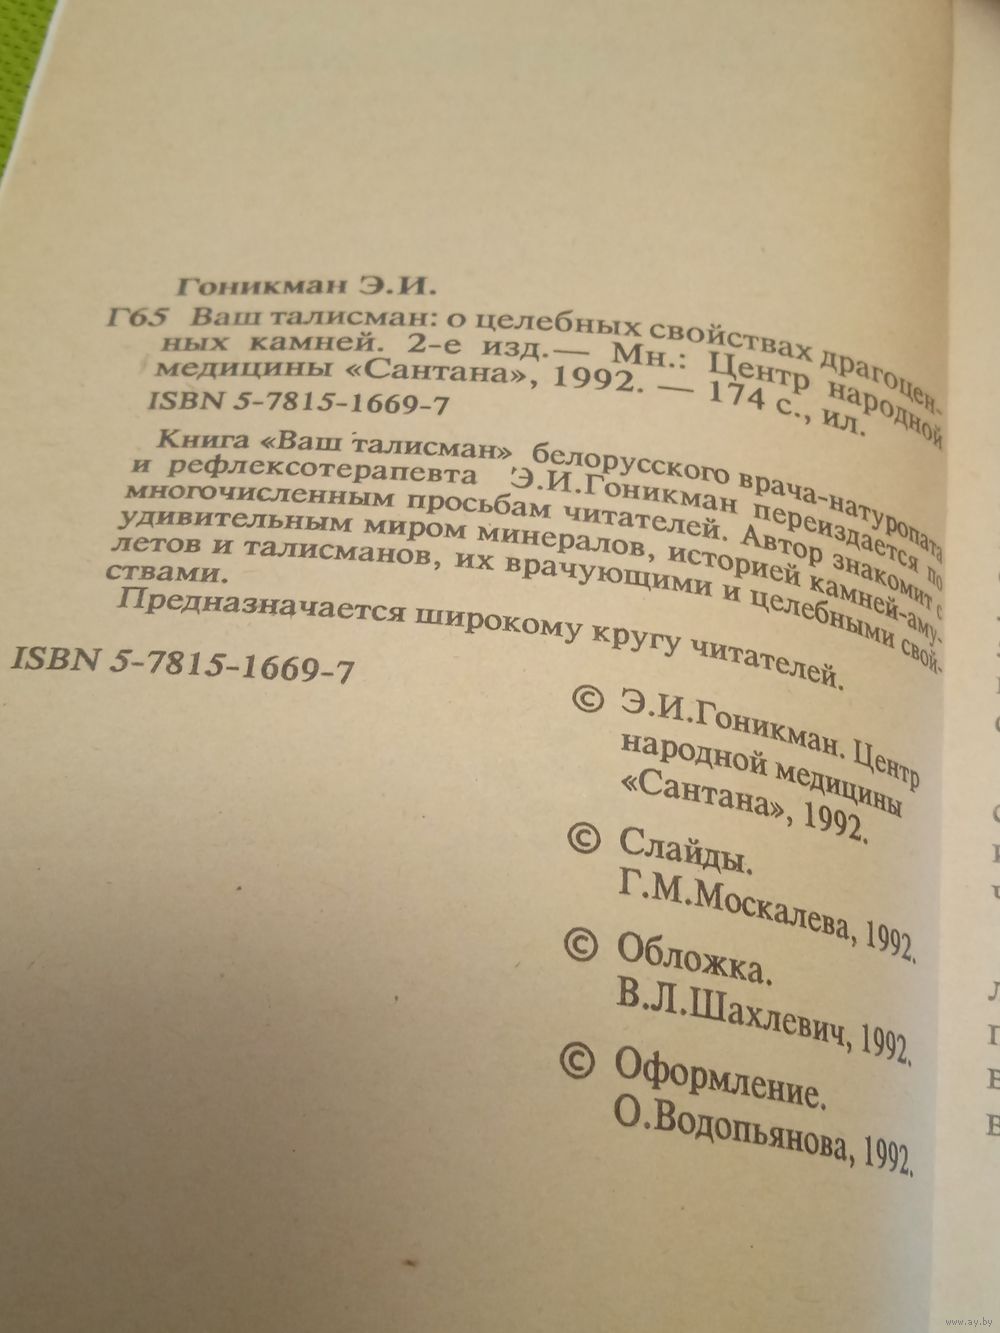 Гоникман Э.И.
Г65 Ваш талисман: о целебных свойствах драгоцен-
ных камней. 2-е изд.— Мн.: Центр народной
медицины «Сантана», 1992. — 174 с., ил.
ISBN 5-7815-1669-7
Книга «Ваш талисман» белорусского врача-натуропата
и рефлексотерапевта Э.И.Гоникман переиздается по
многочисленным просьбам читателей. Автор знакомит с
удивительным миром минералов, историей камней-аму-
летов и талисманов, их врачующими и целебными свой-
ствами.
Предназначается широкому кругу читателей.
ISBN 5-7815-1669-7
© Э.И.Гоникман. Центр
народной медицины
«Сантана», 1992.
© Слайды.
Г.М.Москалева, 1992.
© Обложка.
В.Л.Шахлевич, 1992.
© Оформление.
О.Водопьянова, 1992.
www.ay.by